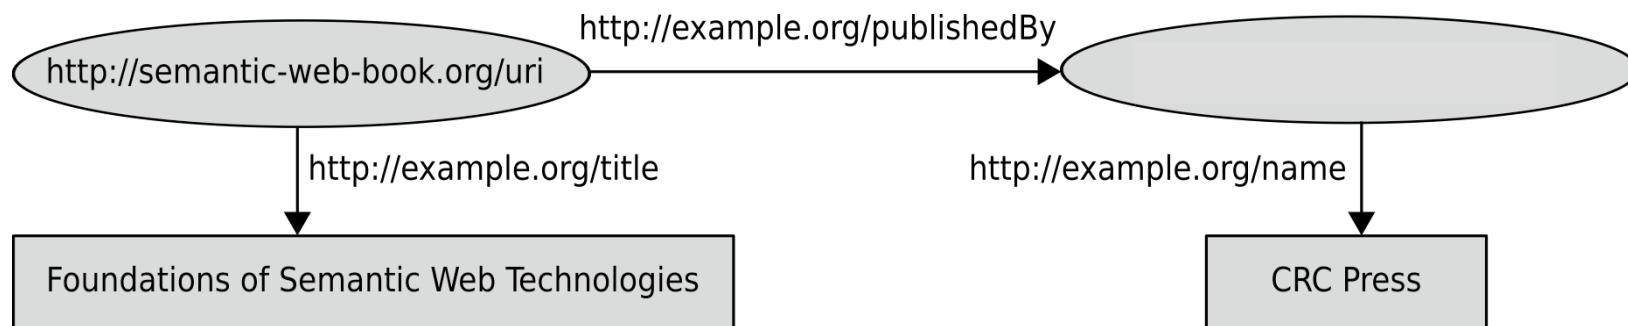 http://example.org/publishedBy
http://semantic-web-book.org/uri
http://example.org/title
http://example.org/name
Foundations of Semantic Web Technologies
CRC Press